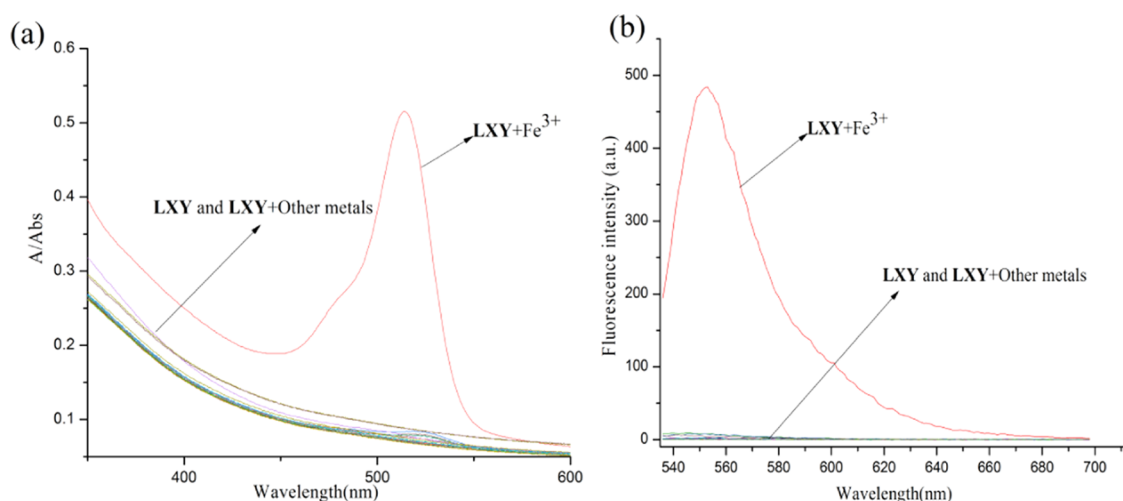 (a)
0.6
0.5
0.4
0.3
0.2
0.1
A/Abs
LXY+Fe3+
LXY and LXY+Other metals
400
500
600
Wavelength(nm)
(b)
500
400
300
200
100
0
Fluorescence intensity (a.u.)
LXY+Fe3+
LXY and LXY+Other metals
540
560
580
600
620
640
660
680
700
Wavelength(nm)